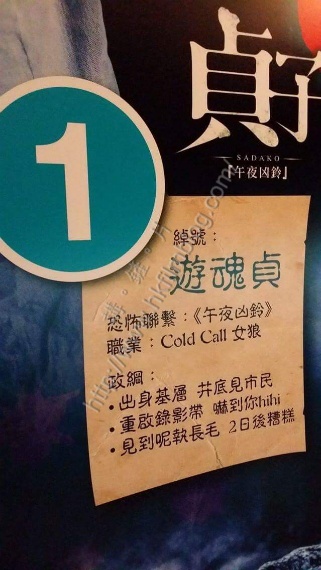 1
貞子
SADAKO
『午夜凶鈴』
綽號：
遊魂貞
恐怖聯繫：《午夜凶鈴》
職業：Cold Call 女狼
政綱：
•出身基層 井底見市民
•重啟錄影帶 嚇到你hihi
•見到呢執長毛 2日後糟糕